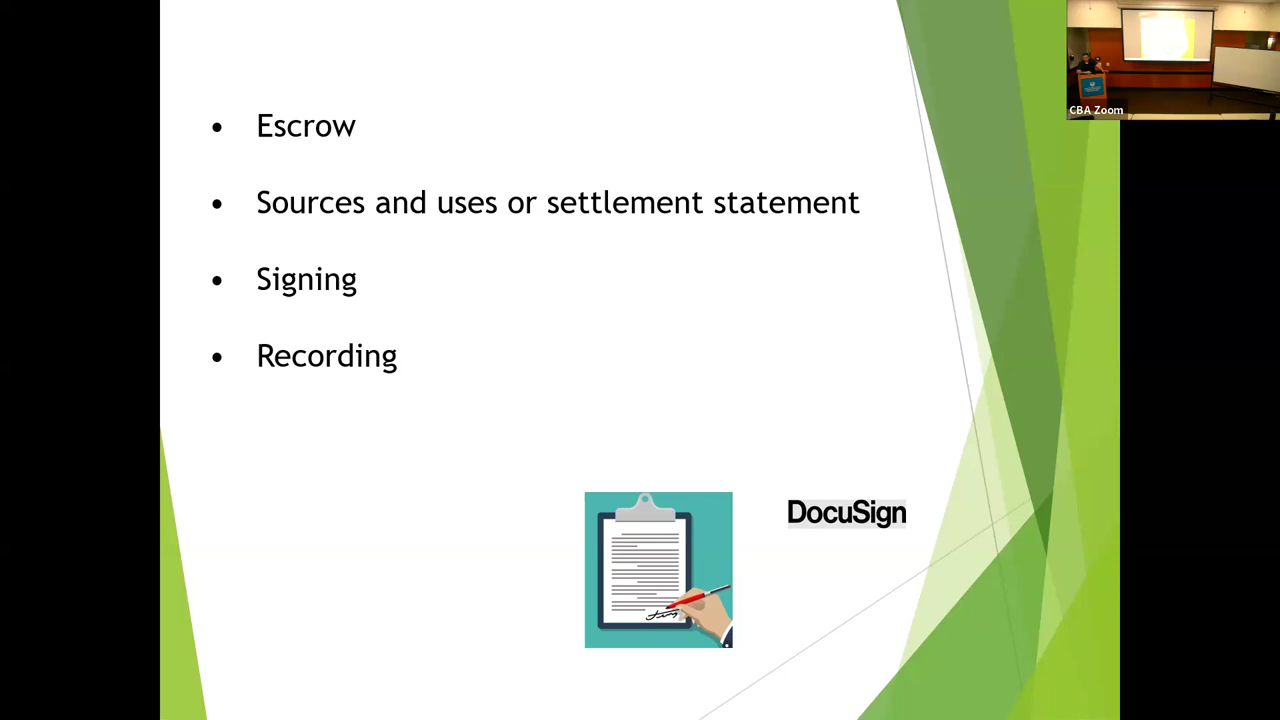 • Escrow
• Sources and uses or settlement statement
• Signing
• Recording
DocuSign
CBA Zoom